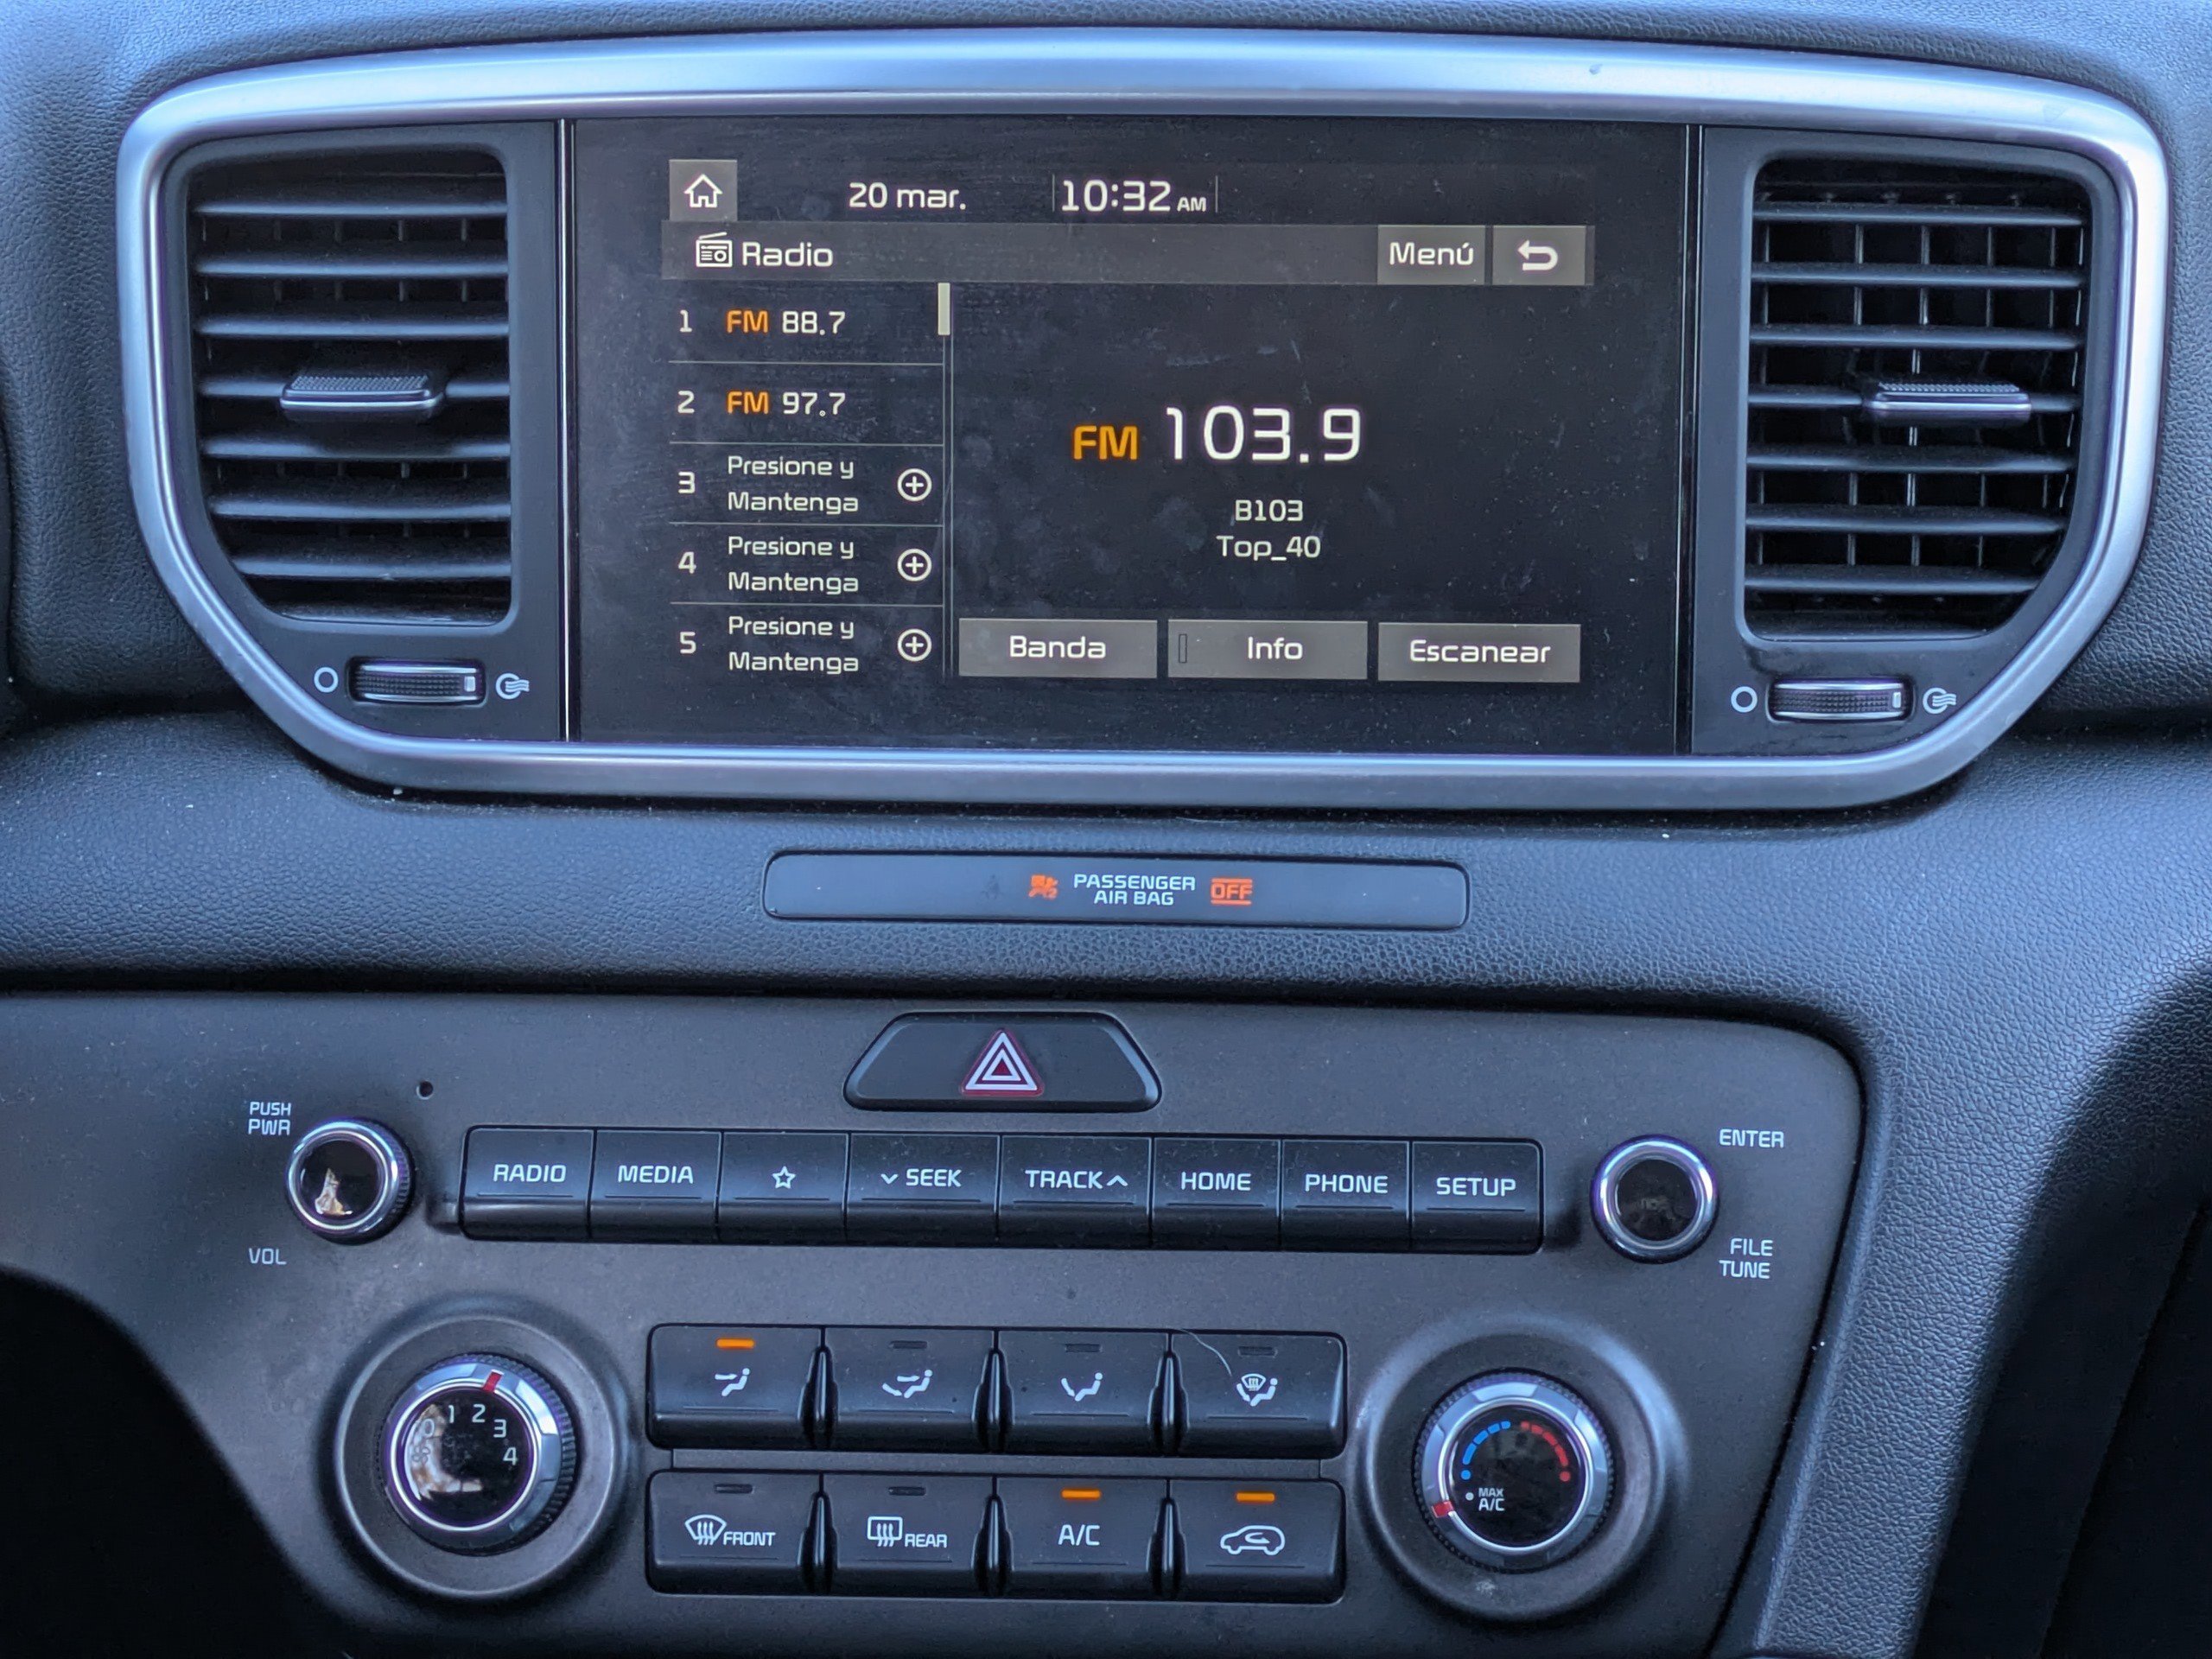 20 mar. 10:32 AM
Radio Menú
1 FM 88.7
2 FM 97.7
3 Presione y
Mantenga
4 Presione y
Mantenga
5 Presione y
Mantenga
FM 103.9
B103
Top_40
Banda Info Escanear
PASSENGER
AIR BAG OFF
PUSH
PWR
VOL
RADIO MEDIA SEEK TRACK HOME PHONE SETUP
ENTER
FILE
TUNE
0 1 2 3 4
FRONT REAR A/C
MAX
A/C